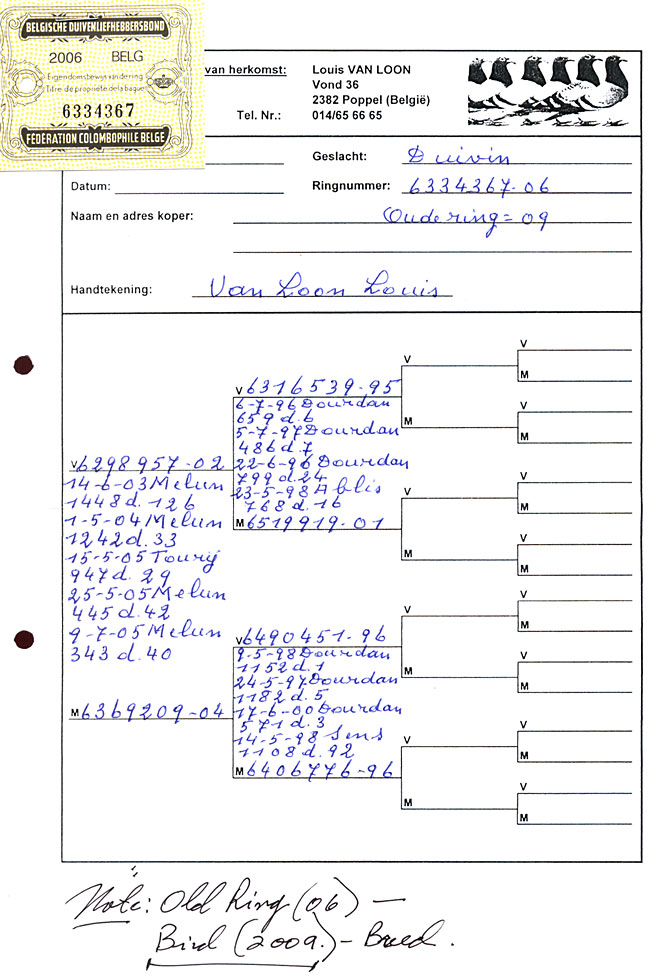 BELGISCHE DUIVENLIEFHEBBERSBOND
2006 BELG
Eigendomsbewijs van de ring
Titre de propriété de la bague
6334367
FEDERATION COLOMBOPHILE BELGE
van herkomst:
Louis VAN LOON
Vond 36
2382 Poppel (België)
Tel. Nr.: 014/65 66 65
Geslacht: Duivin
Datum:
Ringnummer: 6334367-06
Naam en adres koper: Oude ring = 09
Handtekening: Van Loon Louis
V 6298957-02
14-6-03 Melun
1448 d. 126
1-5-04 Melun
1242 d. 33
15-5-05 Toury
947 d. 29
25-5-05 Melun
445 d. 42
9-7-05 Melun
343 d. 40
M 6369209-04
V 6316539-95
6-7-96 Dourdan
659 d. 6
5-7-97 Dourdan
486 d. 7
22-6-96 Dourdan
799 d. 24
23-5-98 Ablis
768 d. 16
M 6519919-01
V 6490451-96
9-5-98 Dourdan
1152 d. 1
24-5-97 Dourdan
1182 d. 5
17-6-00 Dourdan
571 d. 3
14-5-98 Sens
1108 d. 92
M 6406776-96
V
M
V
M
V
M
V
M
V
M
V
M
V
M
V
M
V
M
V
M
V
M
V
M
Note: Old Ring (06) —
Bird (2009.) - Breed.